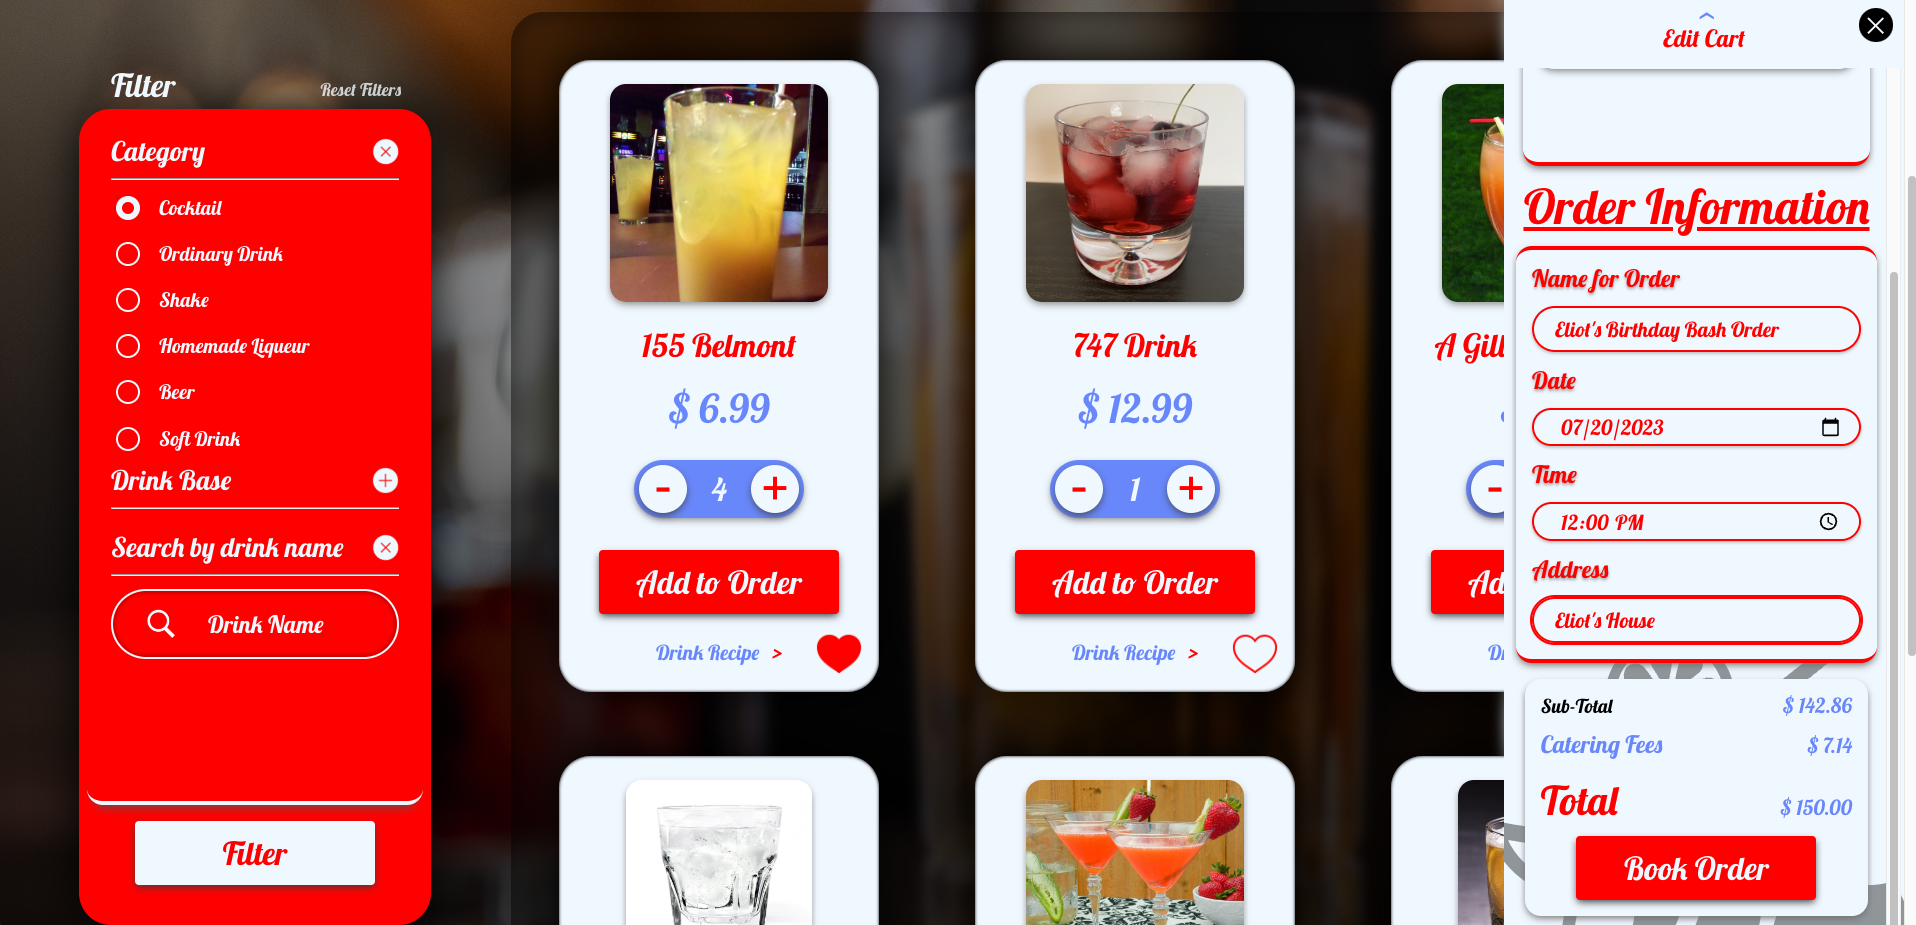 Filter
Reset Filters
Category
Cocktail
Ordinary Drink
Shake
Homemade Liqueur
Beer
Soft Drink
Drink Base
Search by drink name
Drink Name
Filter
155 Belmont
$ 6.99
- 4 +
Add to Order
Drink Recipe >
747 Drink
$ 12.99
- 1 +
Add to Order
Drink Recipe >
A Gill
-
Ad
Edit Cart
Order Information
Name for Order
Eliot's Birthday Bash Order
Date
07/20/2023
Time
12:00 PM
Address
Eliot's House
Sub-Total $ 142.86
Catering Fees $ 7.14
Total $ 150.00
Book Order